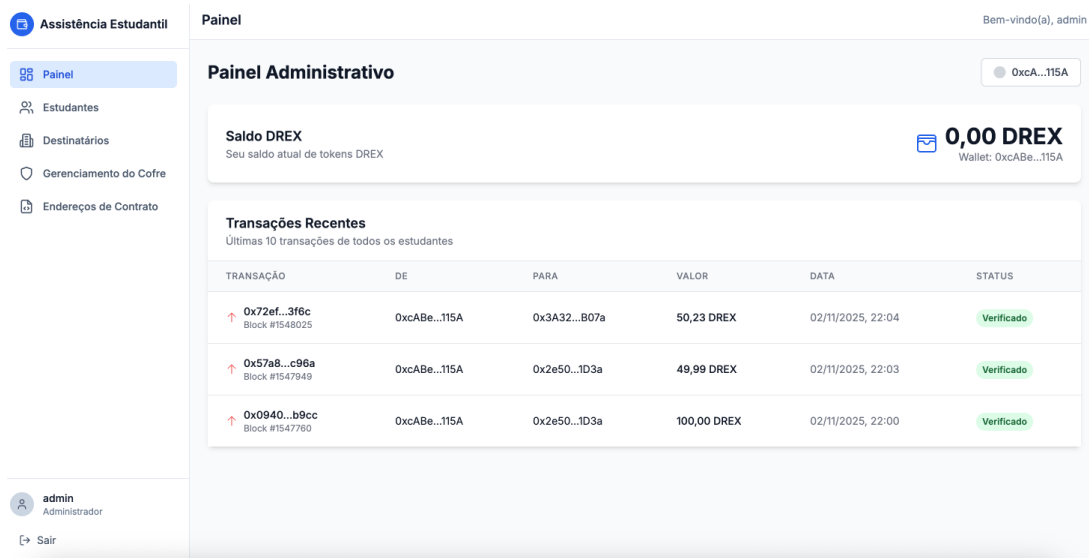 Assistência Estudantil
Painel
Bem-vindo(a), admin
Painel
Estudantes
Destinatários
Gerenciamento do Cofre
Endereços de Contrato
Painel Administrativo
0xcA...115A
Saldo DREX
Seu saldo atual de tokens DREX
0,00 DREX
Wallet: 0xcABe...115A
Transações Recentes
Últimas 10 transações de todos os estudantes
TRANSAÇÃO DE PARA VALOR DATA STATUS
0x72ef...3f6c 0xcABe...115A 0x3A32...B07a 50,23 DREX 02/11/2025, 22:04 Verificado
Block #1548025
0x57a8...c96a 0xcABe...115A 0x2e50...1D3a 49,99 DREX 02/11/2025, 22:03 Verificado
Block #1547949
0x0940...b9cc 0xcABe...115A 0x2e50...1D3a 100,00 DREX 02/11/2025, 22:00 Verificado
Block #1547760
admin
Administrador
Sair